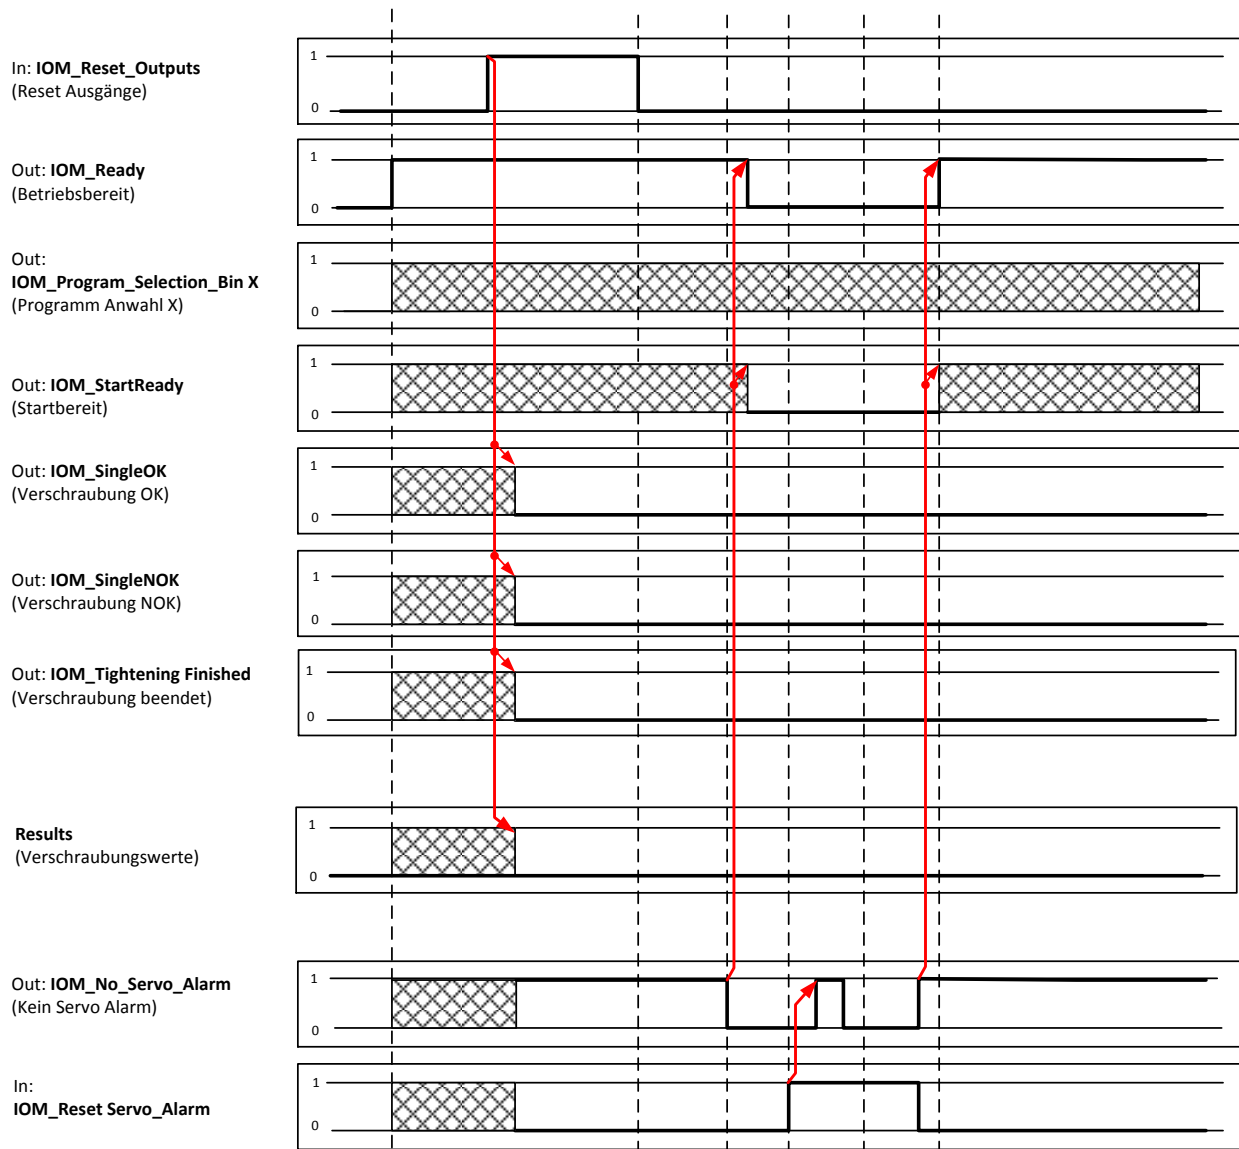 In: IOM_Reset_Outputs
(Reset Ausgänge)
1
0
Out: IOM_Ready
(Betriebsbereit)
1
0
Out:
IOM_Program_Selection_Bin X
(Programm Anwahl X)
1
0
Out: IOM_StartReady
(Startbereit)
1
0
Out: IOM_SingleOK
(Verschraubung OK)
1
0
Out: IOM_SingleNOK
(Verschraubung NOK)
1
0
Out: IOM_Tightening Finished
(Verschraubung beendet)
1
0
Results
(Verschraubungswerte)
1
0
Out: IOM_No_Servo_Alarm
(Kein Servo Alarm)
1
0
In:
IOM_Reset Servo_Alarm
1
0